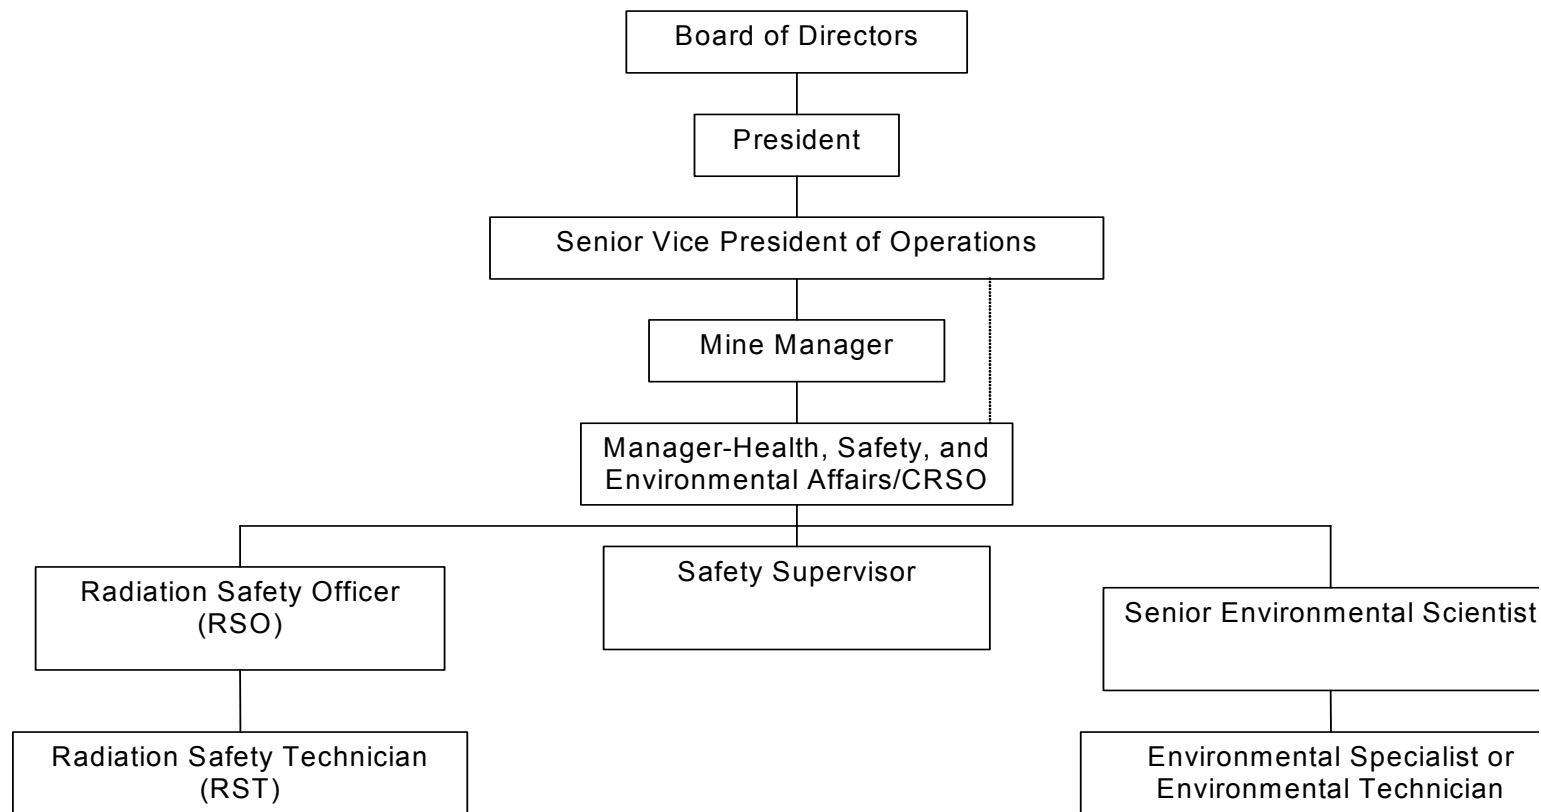 Board of Directors
President
Senior Vice President of Operations
Mine Manager
Manager-Health, Safety, and
Environmental Affairs/CRSO
Radiation Safety Officer
(RSO)
Safety Supervisor
Senior Environmental Scientist
Radiation Safety Technician
(RST)
Environmental Specialist or
Environmental Technician